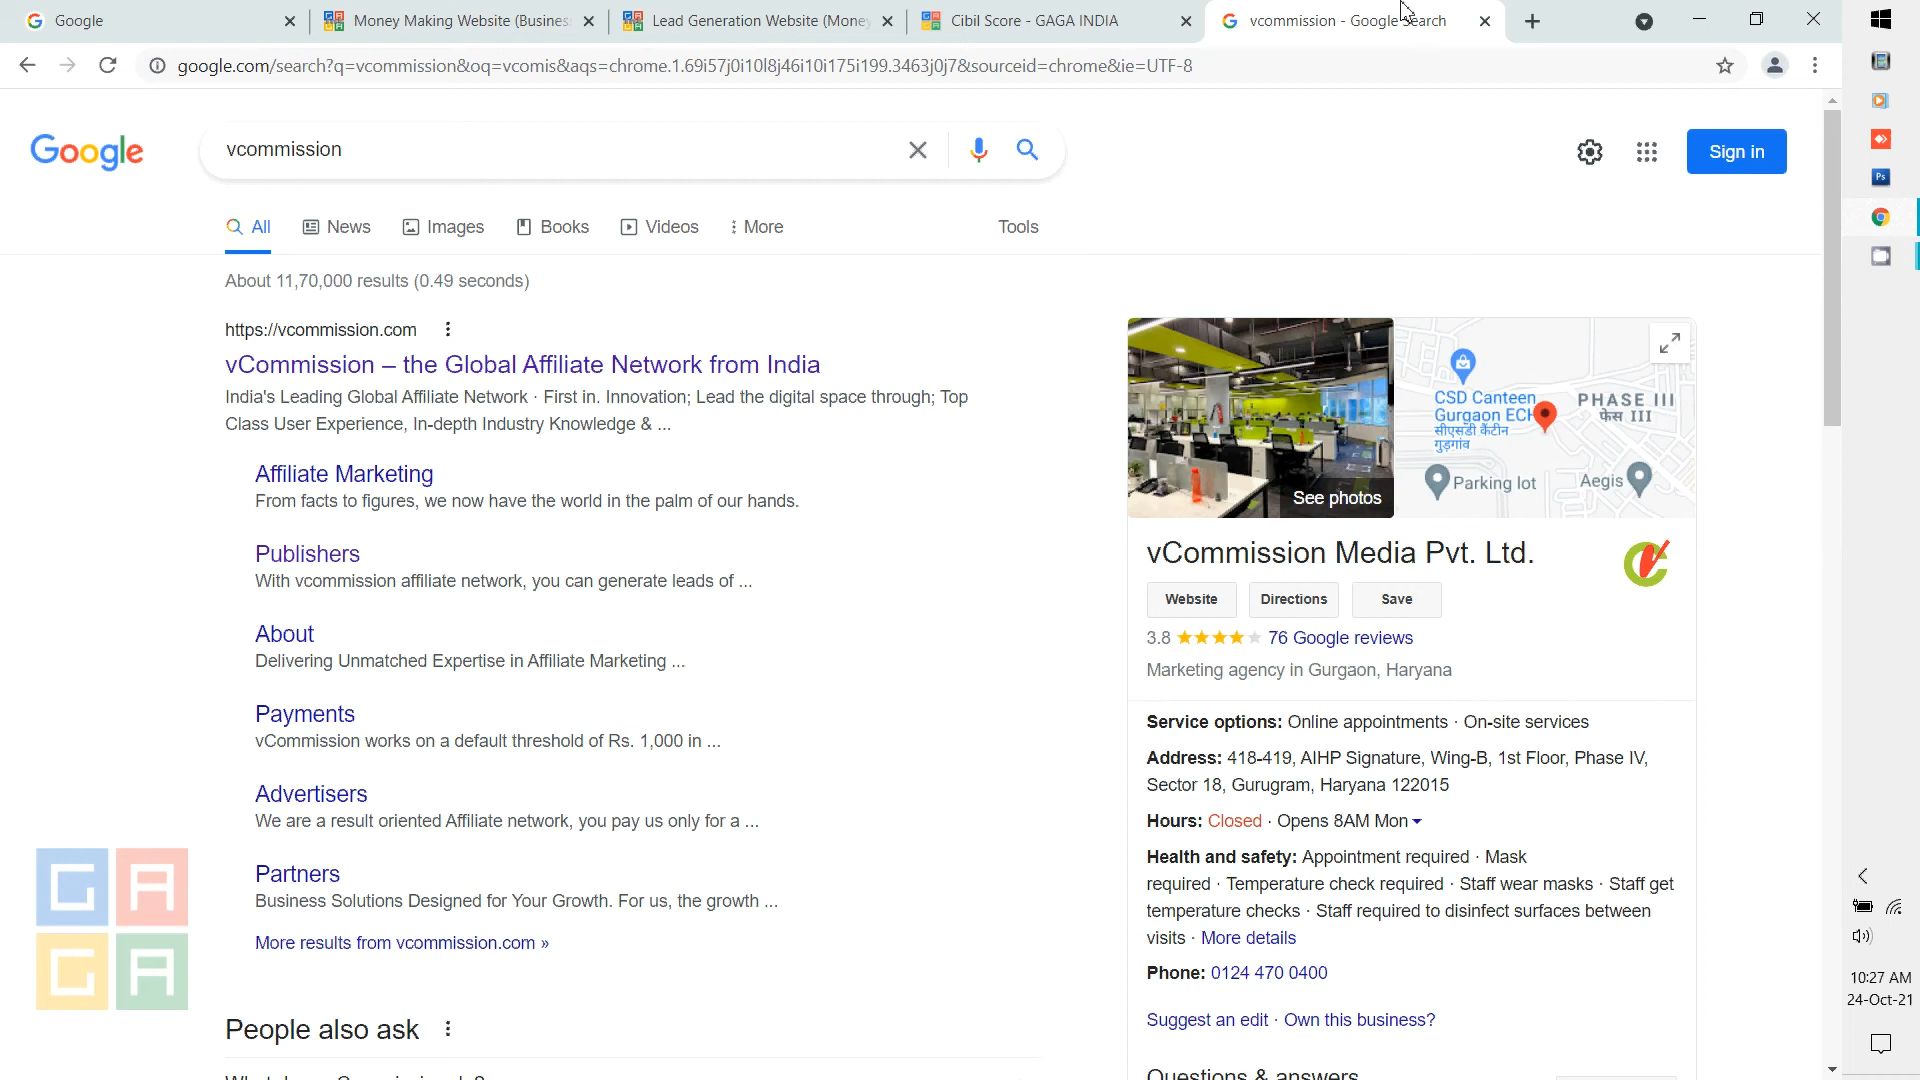 Google
Money Making Website (Busines
Lead Generation Website (Money
Cibil Score - GAGA INDIA
vcommission - Google Search
google.com/search?q=vcommission&oq=vcomis&aqs=chrome.1.69i57j0i10l8j46i10i175i199.3463j0j7&sourceid=chrome&ie=UTF-8
Google
vcommission
Sign in
All
News
Images
Books
Videos
More
Tools
About 11,70,000 results (0.49 seconds)
https://vcommission.com
vCommission – the Global Affiliate Network from India
India's Leading Global Affiliate Network · First in. Innovation; Lead the digital space through; Top
Class User Experience, In-depth Industry Knowledge & ...
Affiliate Marketing
From facts to figures, we now have the world in the palm of our hands.
Publishers
With vcommission affiliate network, you can generate leads of ...
About
Delivering Unmatched Expertise in Affiliate Marketing ...
Payments
vCommission works on a default threshold of Rs. 1,000 in ...
Advertisers
We are a result oriented Affiliate network, you pay us only for a ...
Partners
Business Solutions Designed for Your Growth. For us, the growth ...
More results from vcommission.com »
People also ask
GA
GA
See photos
CSD Canteen
Gurgaon ECH
सीएसडी कैंटीन
गुड़गांव
PHASE III
फेस III
Parking lot
Aegis
vCommission Media Pvt. Ltd.
Website
Directions
Save
3.8
76 Google reviews
Marketing agency in Gurgaon, Haryana
Service options: Online appointments · On-site services
Address: 418-419, AIHP Signature, Wing-B, 1st Floor, Phase IV,
Sector 18, Gurugram, Haryana 122015
Hours: Closed · Opens 8AM Mon
Health and safety: Appointment required · Mask
required · Temperature check required · Staff wear masks · Staff get
temperature checks · Staff required to disinfect surfaces between
visits · More details
Phone: 0124 470 0400
Suggest an edit · Own this business?
Questions & answers
Ps
10:27 AM
24-Oct-21